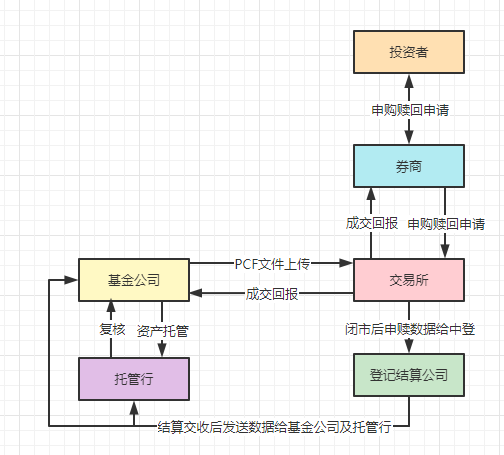 投资者
申购赎回申请
券商
成交回报
申购赎回申请
PCF文件上传
基金公司
交易所
成交回报
复核
资产托管
闭市后申赎数据给中登
托管行
登记结算公司
结算交收后发送数据给基金公司及托管行